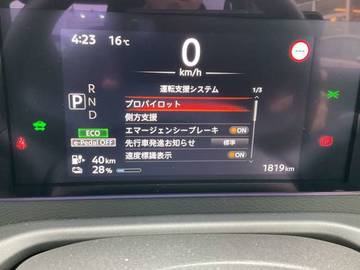 4:23 16℃
0
km/h
運転支援システム 1/3
P R N D
プロパイロット
側方支援
エマージェンシーブレーキ ON
先行車発進お知らせ 標準
速度標識表示 ON
ECO
e-Pedal OFF
40km
28%
1819km